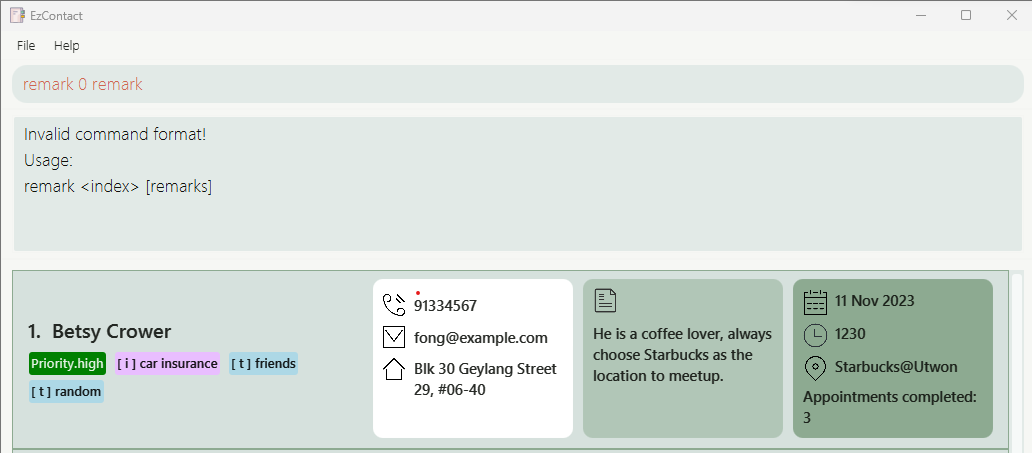 EzContact
File Help
remark 0 remark
Invalid command format!
Usage:
remark <index> [remarks]
1. Betsy Crower
Priority.high [ i ] car insurance [ t ] friends
[ t ] random
91334567
fong@example.com
Blk 30 Geylang Street
29, #06-40
He is a coffee lover, always
choose Starbucks as the
location to meetup.
11 Nov 2023
1230
Starbucks@Utwon
Appointments completed:
3